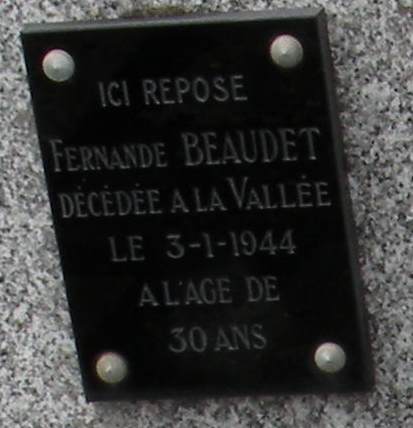 ICI REPOSE
FERNANDE BEAUDET
DÉCÉDÉE A LA VALLÉE
LE 3-1-1944
A L'AGE DE
30 ANS